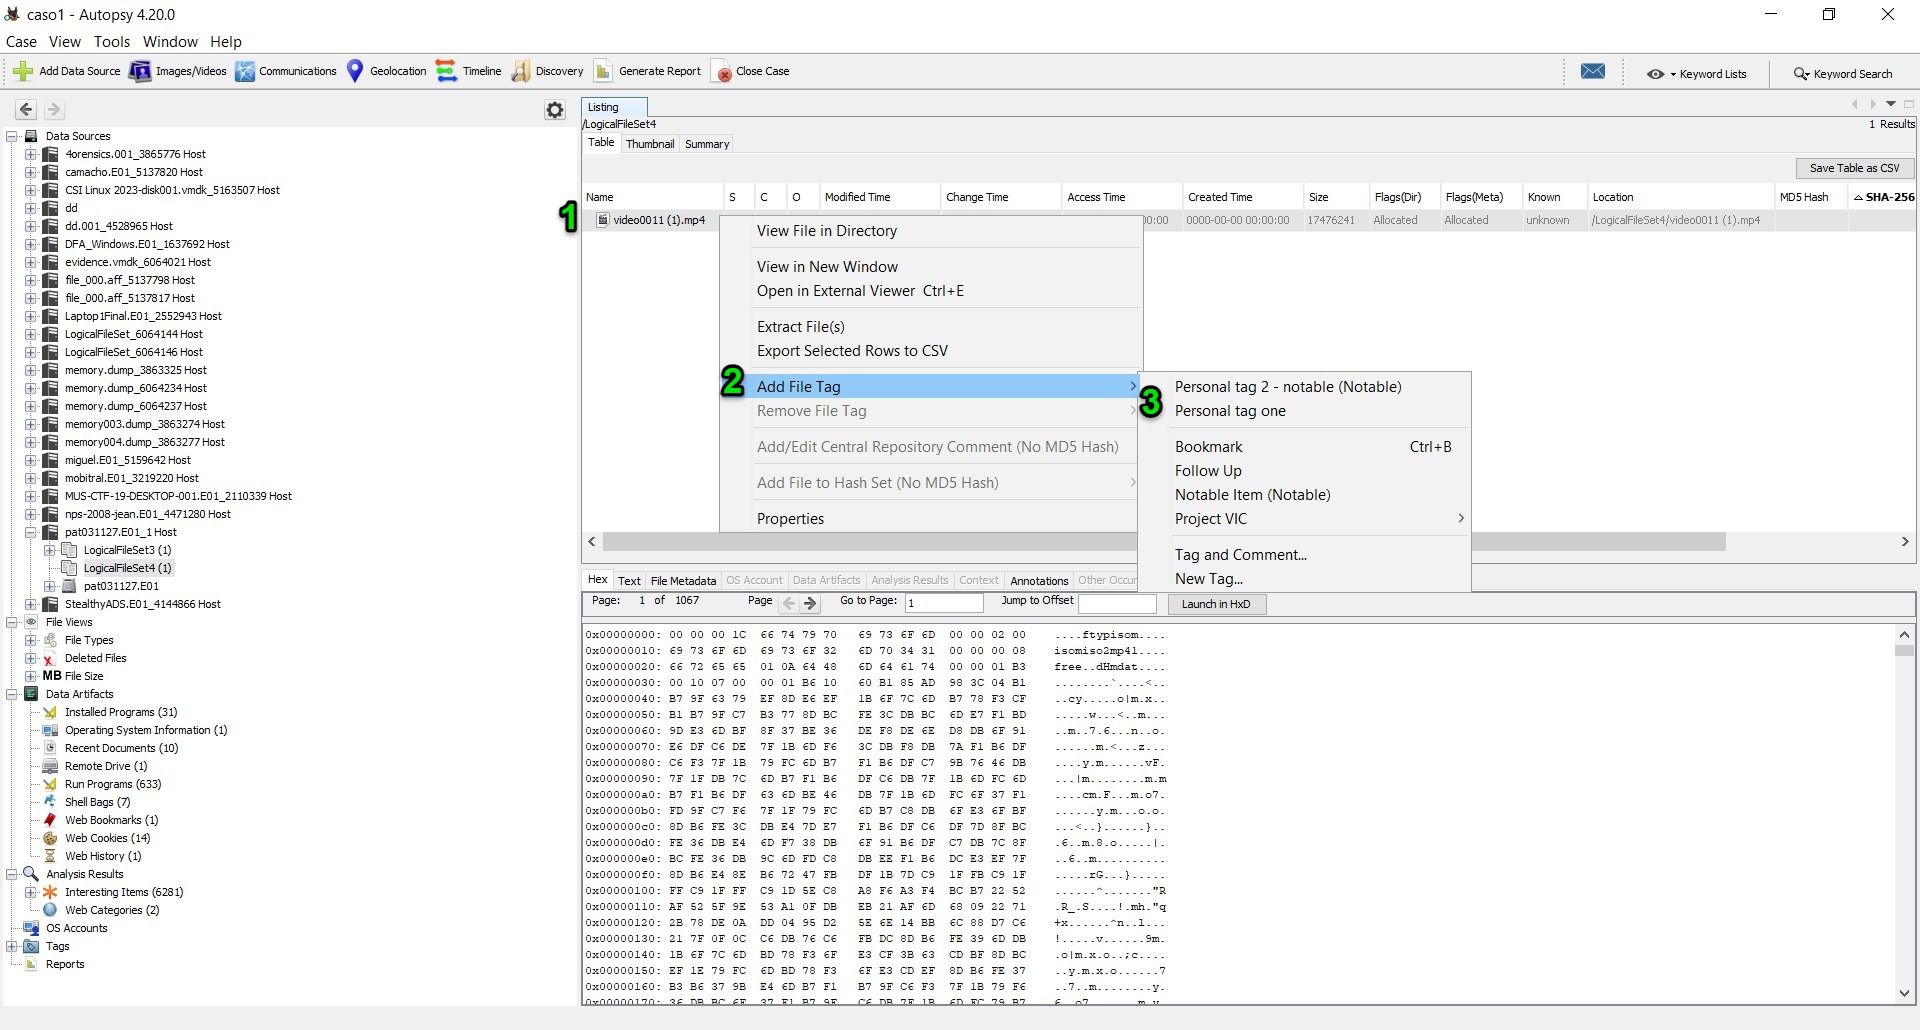 caso1 - Autopsy 4.20.0
Case View Tools Window Help
Add Data Source Images/Videos Communications Geolocation Timeline Discovery Generate Report Close Case Keyword Lists Keyword Search
Data Sources
4orensics.001_3865776 Host
camacho.E01_5137820 Host
CSI Linux 2023-disk001.vmdk_5163507 Host
dd
dd.001_4528965 Host
DFA_Windows.E01_1637692 Host
evidence.vmdk_6064021 Host
file_000.aff_5137798 Host
file_000.aff_5137817 Host
Laptop1Final.E01_2552943 Host
LogicalFileSet_6064144 Host
LogicalFileSet_6064146 Host
memory.dump_3863325 Host
memory.dump_6064234 Host
memory.dump_6064237 Host
memory003.dump_3863274 Host
memory004.dump_3863277 Host
miguel.E01_5159642 Host
mobitral.E01_3219220 Host
MUS-CTF-19-DESKTOP-001.E01_2110339 Host
nps-2008-jean.E01_4471280 Host
pat031127.E01_1 Host
LogicalFileSet3 (1)
LogicalFileSet4 (1)
pat031127.E01
StealthyADS.E01_4144866 Host
File Views
File Types
Deleted Files
MB File Size
Data Artifacts
Installed Programs (31)
Operating System Information (1)
Recent Documents (10)
Remote Drive (1)
Run Programs (633)
Shell Bags (7)
Web Bookmarks (1)
Web Cookies (14)
Web History (1)
Analysis Results
Interesting Items (6281)
Web Categories (2)
OS Accounts
Tags
Reports
Listing
/LogicalFileSet4 1 Results
Table Thumbnail Summary
Save Table as CSV
Name S C O Modified Time Change Time Access Time Created Time Size Flags(Dir) Flags(Meta) Known Location MD5 Hash SHA-256
1 video0011 (1).mp4 00:00 0000-00-00 00:00:00 17476241 Allocated Allocated unknown /LogicalFileSet4/video0011 (1).mp4
View File in Directory
View in New Window
Open in External Viewer Ctrl+E
Extract File(s)
Export Selected Rows to CSV
2 Add File Tag
Remove File Tag
Add/Edit Central Repository Comment (No MD5 Hash)
Add File to Hash Set (No MD5 Hash)
Properties
3
Personal tag 2 - notable (Notable)
Personal tag one
Bookmark Ctrl+B
Follow Up
Notable Item (Notable)
Project VIC
Tag and Comment...
New Tag...
Hex Text File Metadata OS Account Data Artifacts Analysis Results Context Annotations Other Occur
Page: 1 of 1067 Page Go to Page: 1 Jump to Offset Launch in HxD
0x00000000: 00 00 00 1C 66 74 79 70 69 73 6F 6D 00 00 02 00 ....ftypisom....
0x00000010: 69 73 6F 6D 69 73 6F 32 6D 70 34 31 00 00 00 08 isomiso2mp41....
0x00000020: 66 72 65 65 01 0A 64 48 6D 64 61 74 00 00 01 B3 free..dHmdat....
0x00000030: 00 10 07 00 00 01 B6 10 60 B1 85 AD 98 3C 04 B1 ........`....<..
0x00000040: B7 9F 63 79 EF 8D E6 EF 1B 6F 7C 6D B7 78 F3 CF ..cy.....o|m.x..
0x00000050: B1 B7 9F C7 B3 77 8D BC FE 3C DB BC 6D E7 F1 BD .....w...<..m...
0x00000060: 9D E3 6D BF 8F 37 BE 36 DE F8 DE 6E D8 DB 6F 91 ..m..7.6...n..o.
0x00000070: E6 DF C6 DE 7F 1B 6D F6 3C DB F8 DB 7A F1 B6 DF ......m.<...z...
0x00000080: C6 F3 7F 1B 79 FC 6D B7 F1 B6 DF C7 9B 76 46 DB ....y.m......vF.
0x00000090: 7F 1F DB 7C 6D B7 F1 B6 DF C6 DB 7F 1B 6D FC 6D ...|m........m.m
0x000000a0: B7 F1 B6 DF 63 6D BE 46 DB 7F 1B 6D FC 6F 37 F1 ....cm.F...m.o7.
0x000000b0: FD 9F C7 F6 7F 1F 79 FC 6D B7 C8 DB 6F E3 6F BF ......y.m...o.o.
0x000000c0: 8D B6 FE 3C DB E4 7D E7 F1 B6 DF C6 DF 7D 8F BC ...<..}......}..
0x000000d0: FE 36 DB E4 6D F7 38 DB 6F 91 B6 DF C7 DB 7C 8F .6..m.8.o.....|.
0x000000e0: BC FE 36 DB 9C 6D FD C8 DB EE F1 B6 DC E3 EF 7F ..6..m..........
0x000000f0: 8D B6 E4 8E B6 72 47 FB DF 1B 7D C9 1F FB C9 1F .....rG...}.....
0x00000100: FF C9 1F FF C9 1D 5E C8 A8 F6 A3 F4 BC B7 22 52 ......^......."R
0x00000110: AF 52 5F 9E 53 A1 0F DB EB 21 AF 6D 68 09 22 71 .R_.S....!.mh."q
0x00000120: 2B 78 DE 0A DD 04 95 D2 5E 6E 14 BB 6C 88 D7 C6 +x......^n..l...
0x00000130: 21 7F 0F 0C C6 DB 76 C6 FB DC 8D B6 FE 39 6D DB !.....v......9m.
0x00000140: 1B 6F 7C 6D BD 78 F3 6F E3 CF 3B 63 CD BF 8D BC .o|m.x.o..;c....
0x00000150: EF 1E 79 FC 6D BD 78 F3 6F E3 CD EF 8D B6 FE 37 ..y.m.x.o......7
0x00000160: B3 B6 37 9B E4 6D B7 F1 B7 9F C6 F3 7F 1B 79 F6 ..7..m........y.